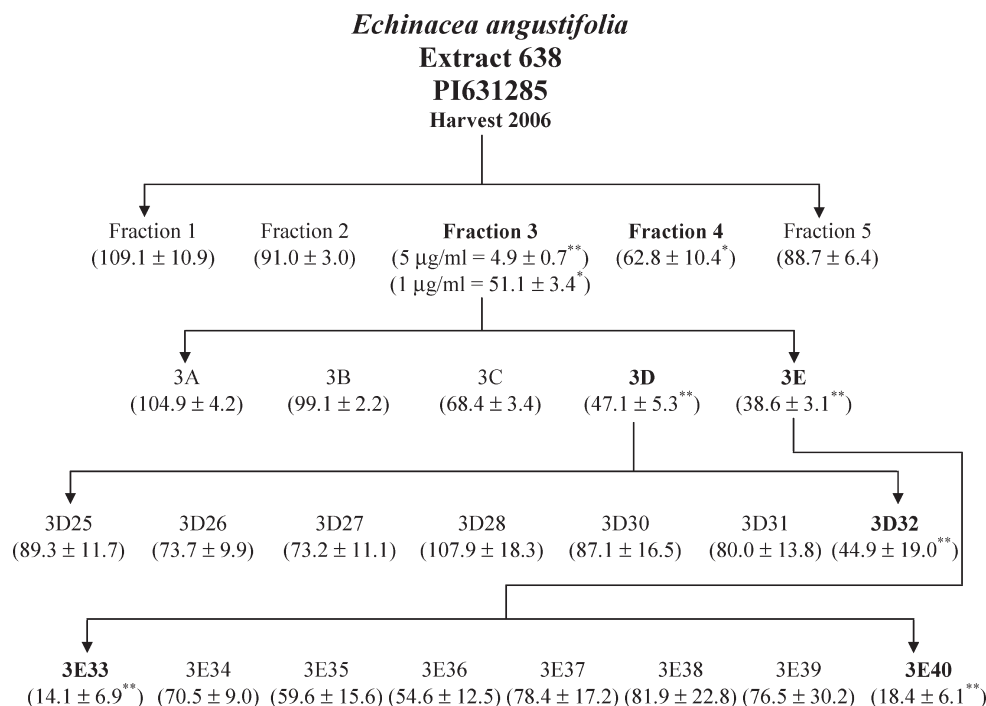 Echinacea angustifolia
Extract 638
PI631285
Harvest 2006
Fraction 1 Fraction 2 Fraction 3 Fraction 4 Fraction 5
(109.1 ± 10.9) (91.0 ± 3.0) (5 μg/ml = 4.9 ± 0.7**) (62.8 ± 10.4*) (88.7 ± 6.4)
(1 μg/ml = 51.1 ± 3.4*)
3A 3B 3C 3D 3E
(104.9 ± 4.2) (99.1 ± 2.2) (68.4 ± 3.4) (47.1 ± 5.3**) (38.6 ± 3.1**)
3D25 3D26 3D27 3D28 3D30 3D31 3D32
(89.3 ± 11.7) (73.7 ± 9.9) (73.2 ± 11.1) (107.9 ± 18.3) (87.1 ± 16.5) (80.0 ± 13.8) (44.9 ± 19.0**)
3E33 3E34 3E35 3E36 3E37 3E38 3E39 3E40
(14.1 ± 6.9**) (70.5 ± 9.0) (59.6 ± 15.6) (54.6 ± 12.5) (78.4 ± 17.2) (81.9 ± 22.8) (76.5 ± 30.2) (18.4 ± 6.1**)